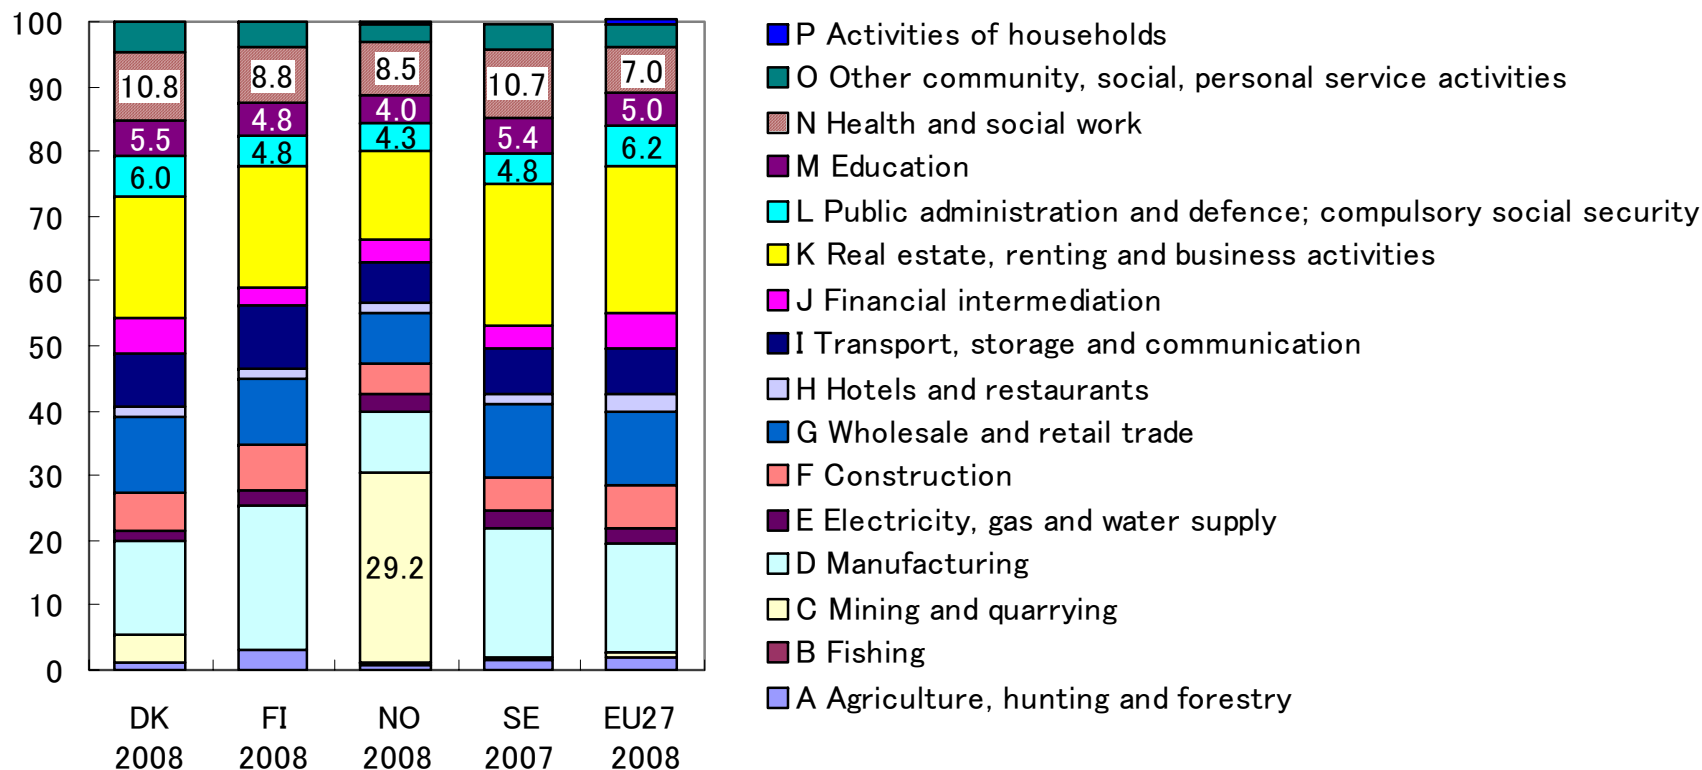 100
90
80
70
60
50
40
30
20
10
0
10.8
5.5
6.0
8.8
4.8
4.8
8.5
4.0
4.3
29.2
10.7
5.4
4.8
7.0
5.0
6.2
DK
2008
FI
2008
NO
2008
SE
2007
EU27
2008
P Activities of households
O Other community, social, personal service activities
N Health and social work
M Education
L Public administration and defence; compulsory social security
K Real estate, renting and business activities
J Financial intermediation
I Transport, storage and communication
H Hotels and restaurants
G Wholesale and retail trade
F Construction
E Electricity, gas and water supply
D Manufacturing
C Mining and quarrying
B Fishing
A Agriculture, hunting and forestry